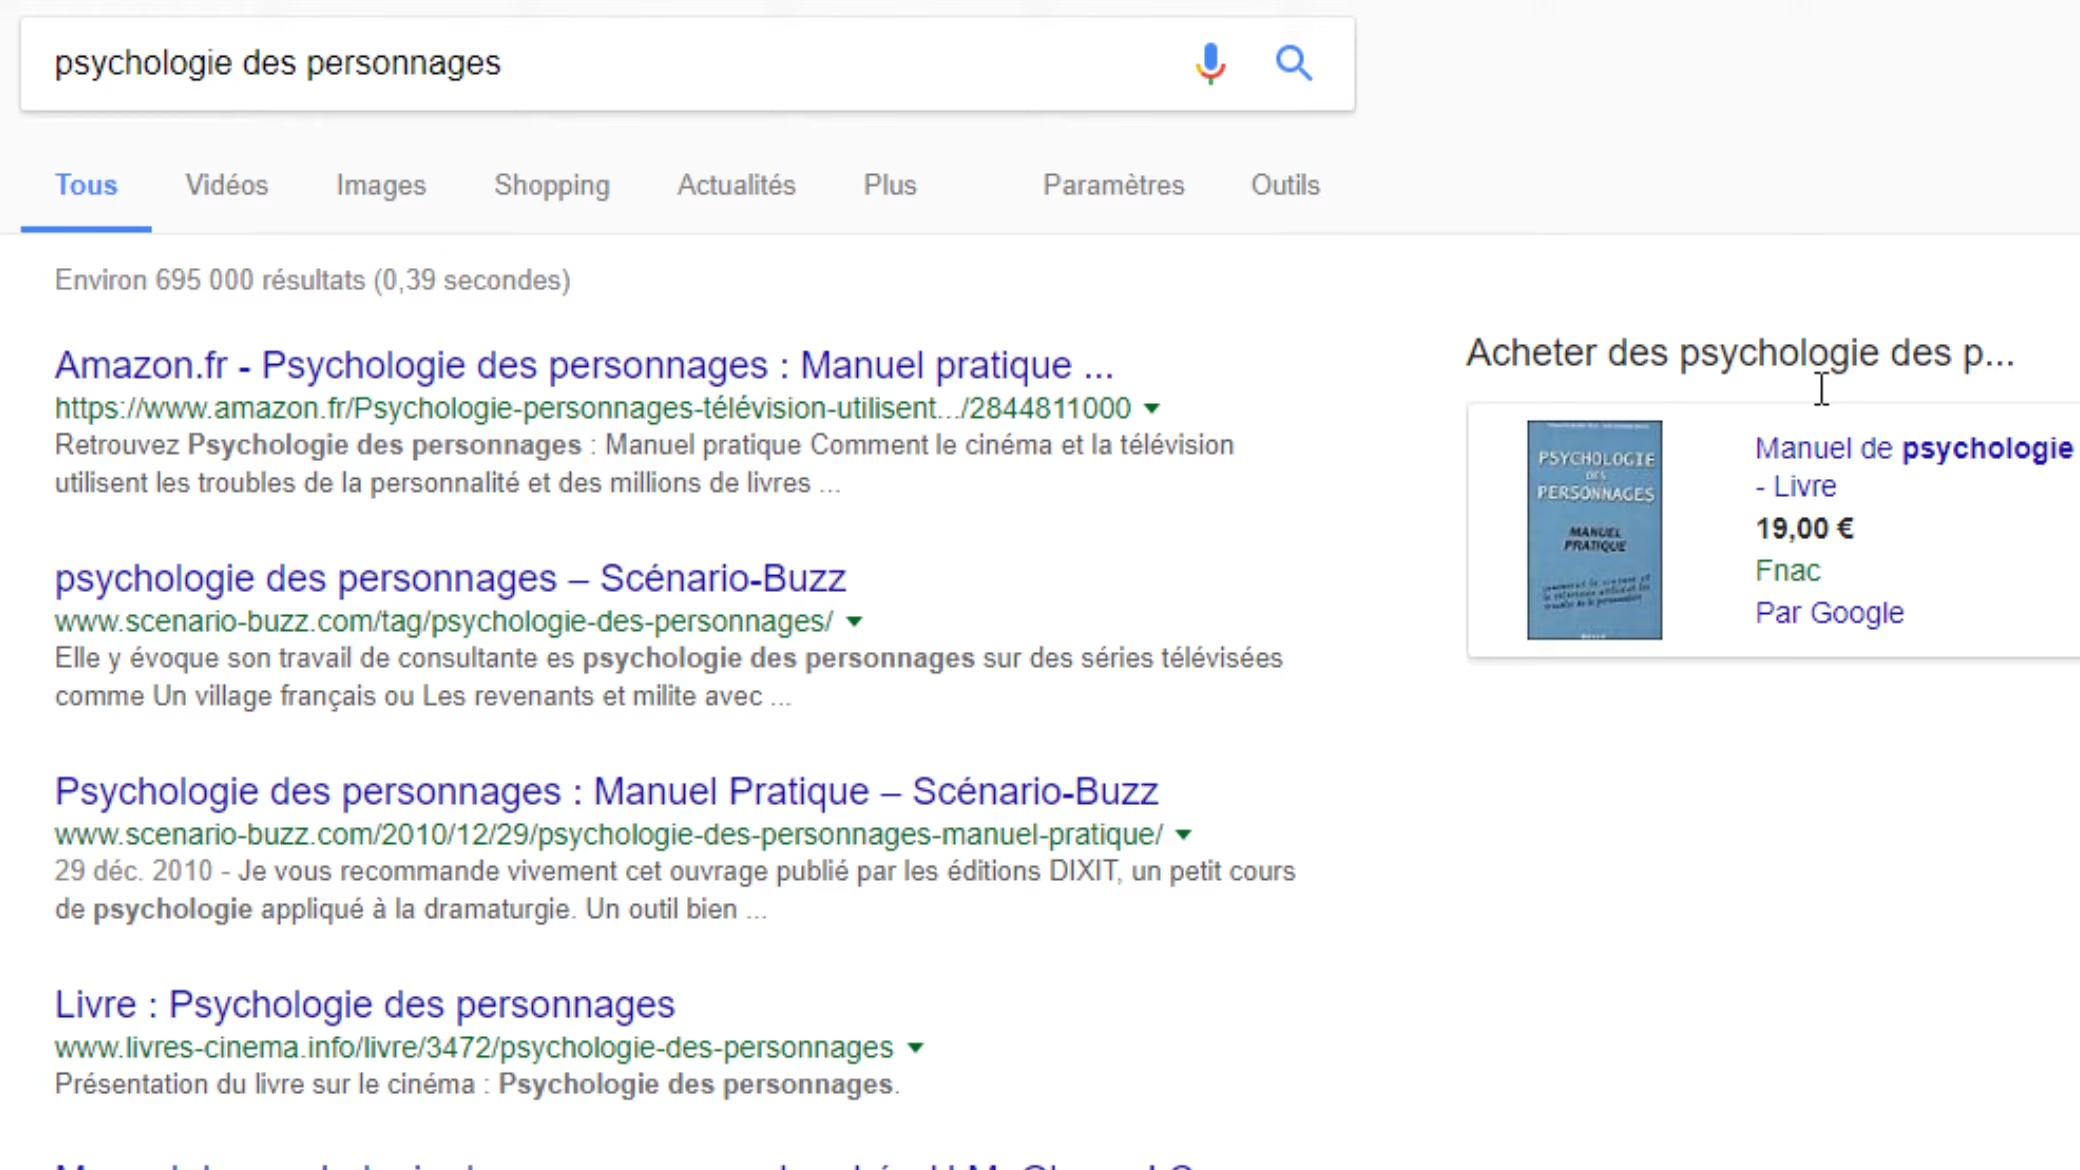 psychologie des personnages
Tous Vidéos Images Shopping Actualités Plus Paramètres Outils
Environ 695 000 résultats (0,39 secondes)
Amazon.fr - Psychologie des personnages : Manuel pratique ...
https://www.amazon.fr/Psychologie-personnages-télévision-utilisent.../2844811000
Retrouvez Psychologie des personnages : Manuel pratique Comment le cinéma et la télévision
utilisent les troubles de la personnalité et des millions de livres ...
psychologie des personnages – Scénario-Buzz
www.scenario-buzz.com/tag/psychologie-des-personnages/
Elle y évoque son travail de consultante es psychologie des personnages sur des séries télévisées
comme Un village français ou Les revenants et milite avec ...
Psychologie des personnages : Manuel Pratique – Scénario-Buzz
www.scenario-buzz.com/2010/12/29/psychologie-des-personnages-manuel-pratique/
29 déc. 2010 - Je vous recommande vivement cet ouvrage publié par les éditions DIXIT, un petit cours
de psychologie appliqué à la dramaturgie. Un outil bien ...
Livre : Psychologie des personnages
www.livres-cinema.info/livre/3472/psychologie-des-personnages
Présentation du livre sur le cinéma : Psychologie des personnages.
Acheter des psychologie des p...
PSYCHOLOGIE
DES
PERSONNAGES
MANUEL
PRATIQUE
Manuel de psychologie
- Livre
19,00 €
Fnac
Par Google